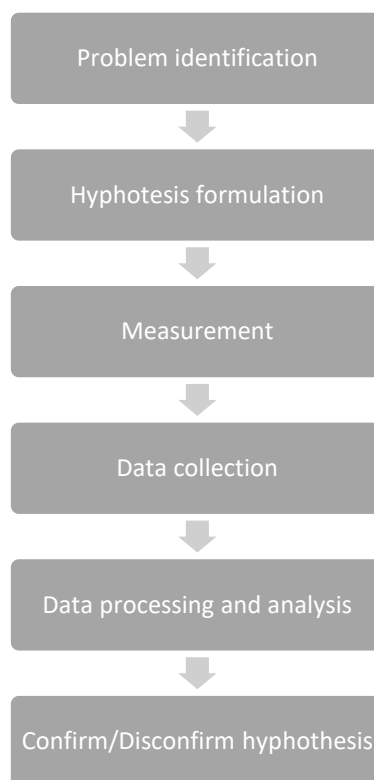 Problem identification
Hyphotesis formulation
Measurement
Data collection
Data processing and analysis
Confirm/Disconfirm hyphothesis